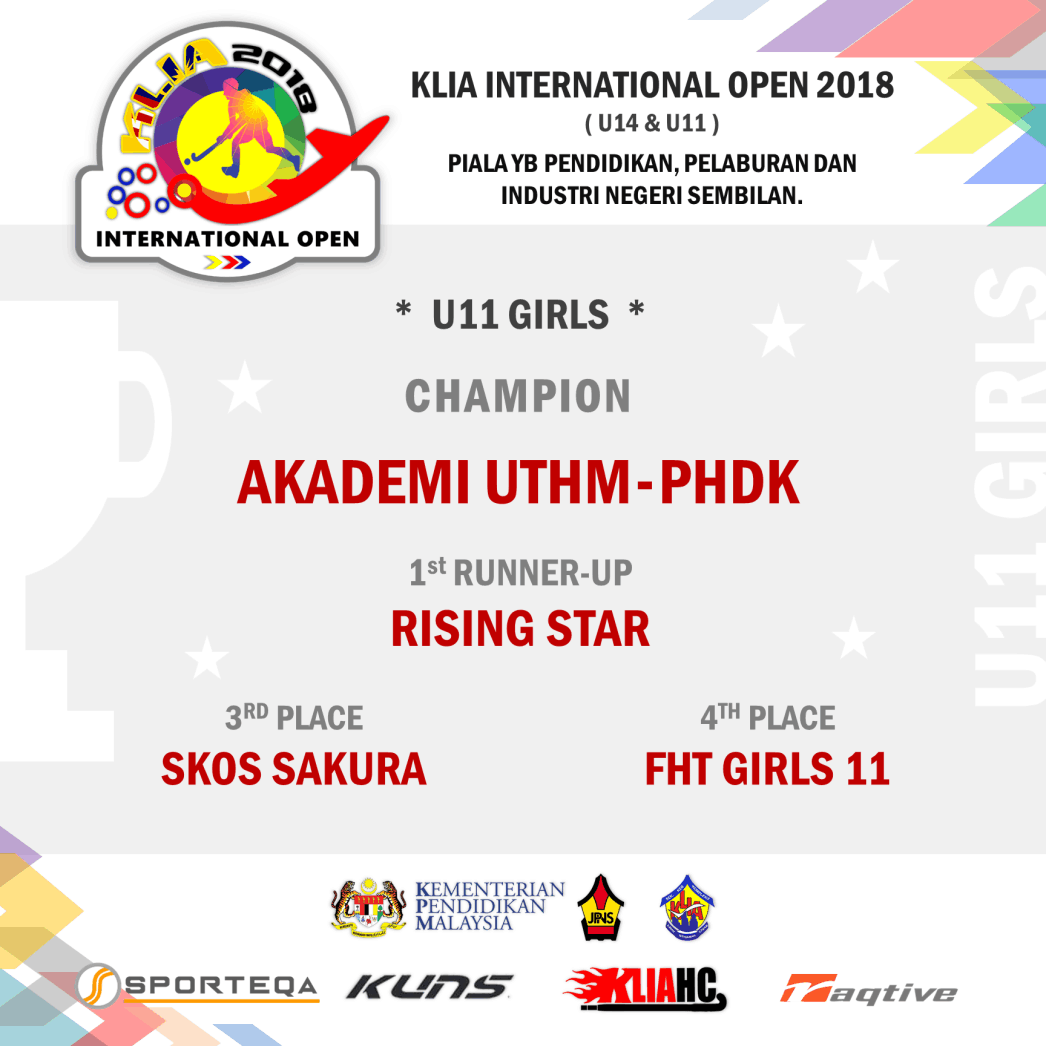 KLIA 2018
INTERNATIONAL OPEN
KLIA INTERNATIONAL OPEN 2018
( U14 & U11 )
PIALA YB PENDIDIKAN, PELABURAN DAN
INDUSTRI NEGERI SEMBILAN.
* U11 GIRLS *
CHAMPION
AKADEMI UTHM-PHDK
1st RUNNER-UP
RISING STAR
3RD PLACE
SKOS SAKURA
4TH PLACE
FHT GIRLS 11
U11 GIRLS
KEMENTERIAN
PENDIDIKAN
MALAYSIA
JPNS
SPORTEQA
KUNS
KLIAHC
raqtive